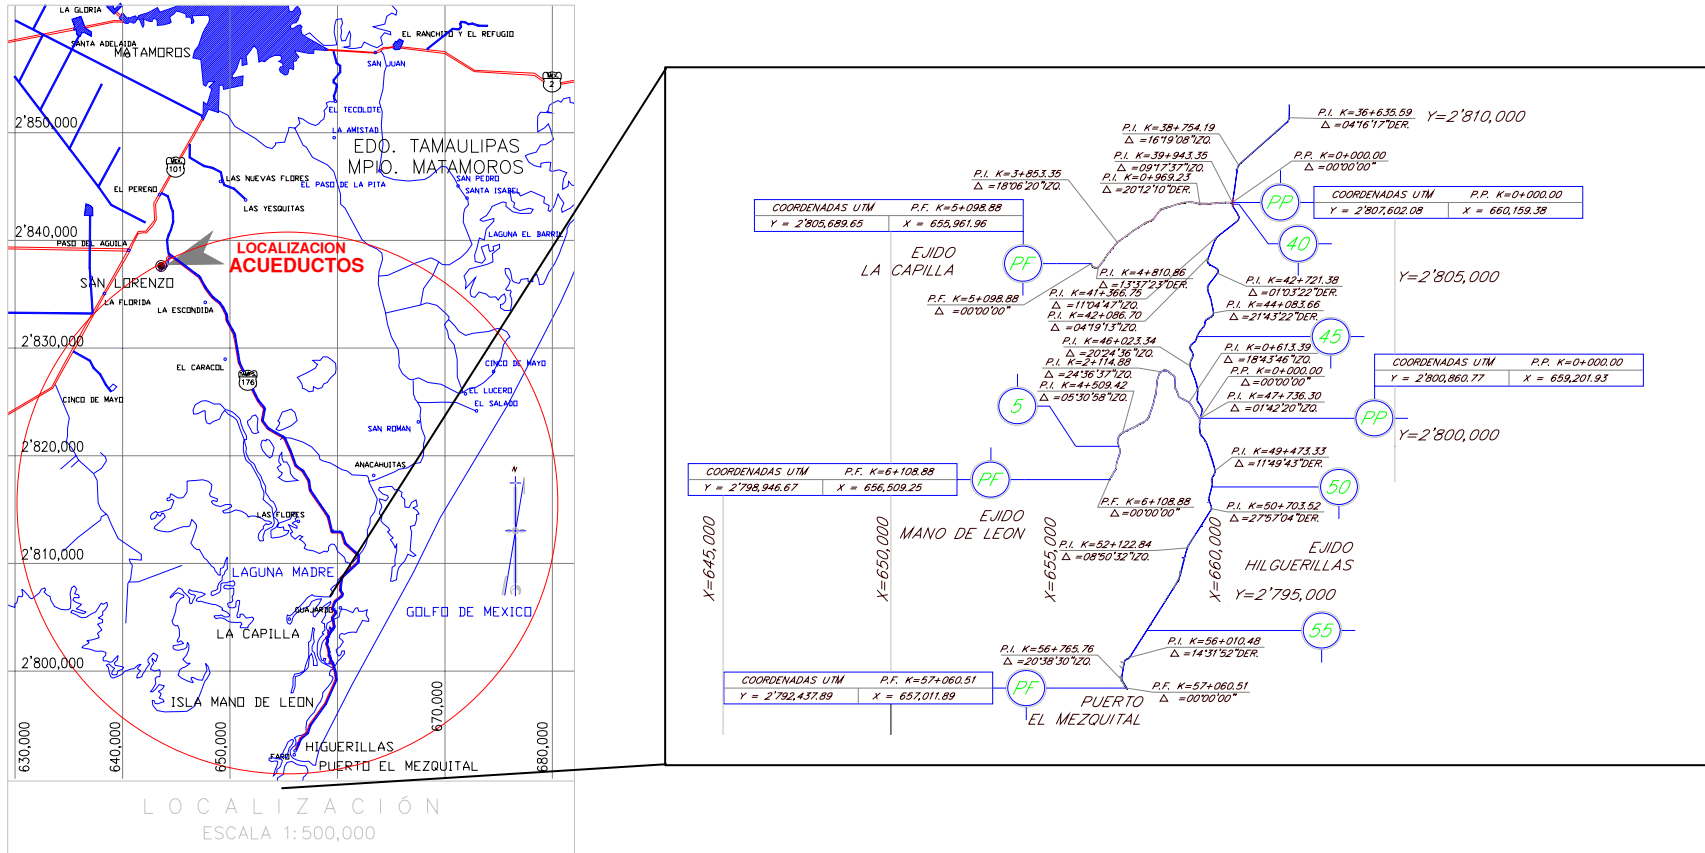 LA GLORIA
SANTA ADELAIDA
MATAMOROS
EL RANCHITO Y EL REFUGIO
SAN JUAN
MEX
2
EL TECOLOTE
LA AMISTAD
2'850,000
EDO. TAMAULIPAS
MPIO. MATAMOROS
MEX
101
LAS NUEVAS FLORES
EL PASO DE LA PITA
SAN PEDRO
SANTA ISABEL
LAS YESQUITAS
2'840,000
PASO DEL AGUILA
LAGUNA EL BARRIL
LOCALIZACION
ACUEDUCTOS
SAN LORENZO
LA FLORIDA
LA ESCONDIDA
2'830,000
EL CARACOL
TAMPS
176
CINCO DE MAYO
EL LUCERO
EL SALADO
CINCO DE MAYO
SAN ROMAN
2'820,000
ANACAHUITAS
N
LAS FLORES
2'810,000
LAGUNA MADRE
GUAJARDO
GOLFO DE MEXICO
LA CAPILLA
2'800,000
ISLA MANO DE LEON
HIGUERILLAS
FARO
PUERTO EL MEZQUITAL
630,000
640,000
650,000
670,000
680,000
LOCALIZACIÓN
ESCALA 1:500,000
P.I. K=36+635.59
△ =04°16'17"DER.
Y=2'810,000
P.I. K=38+754.19
△ =16°19'08"IZQ.
P.I. K=39+943.35
△ =09°17'37"IZQ.
P.P. K=0+000.00
△ =00°00'00"
P.I. K=3+853.35
△ =18°06'20"IZQ.
P.I. K=0+969.23
△ =20°12'10"DER.
COORDENADAS UTM P.F. K=5+098.88
Y = 2'805,689.65 X = 655,961.96
PP
COORDENADAS UTM P.P. K=0+000.00
Y = 2'807,602.08 X = 660,159.38
40
EJIDO
LA CAPILLA
PF
P.I. K=4+810.86
△ =13°37'23"DER.
P.F. K=5+098.88
△ =00°00'00"
P.I. K=41+366.75
△ =11°04'47"IZQ.
P.I. K=42+086.70
△ =04°19'13"IZQ.
P.I. K=42+721.38
△ =01°03'22"DER.
Y=2'805,000
P.I. K=44+083.66
△ =21°43'22"DER.
45
P.I. K=46+023.34
△ =20°24'36"IZQ.
P.I. K=2+114.88
△ =24°36'37"IZQ.
P.I. K=4+509.42
△ =05°30'58"IZQ.
P.I. K=0+613.39
△ =18°43'46"IZQ.
P.P. K=0+000.00
△ =00°00'00"
P.I. K=47+736.30
△ =01°42'20"IZQ.
COORDENADAS UTM P.P. K=0+000.00
Y = 2'800,860.77 X = 659,201.93
5
PP
Y=2'800,000
P.I. K=49+473.33
△ =11°49'43"DER.
COORDENADAS UTM P.F. K=6+108.88
Y = 2'798,946.67 X = 656,509.25
PF
50
P.F. K=6+108.88
△ =00°00'00"
P.I. K=50+703.52
△ =27°57'04"DER.
EJIDO
MANO DE LEON
P.I. K=52+122.84
△ =08°50'32"IZQ.
EJIDO
HILGUERILLAS
X=645,000
X=650,000
X=655,000
X=660,000
Y=2'795,000
55
P.I. K=56+010.48
△ =14°31'52"DER.
P.I. K=56+765.76
△ =20°38'30"IZQ.
COORDENADAS UTM P.F. K=57+060.51
Y = 2'792,437.89 X = 657,011.89
PF
P.F. K=57+060.51
△ =00°00'00"
PUERTO
EL MEZQUITAL